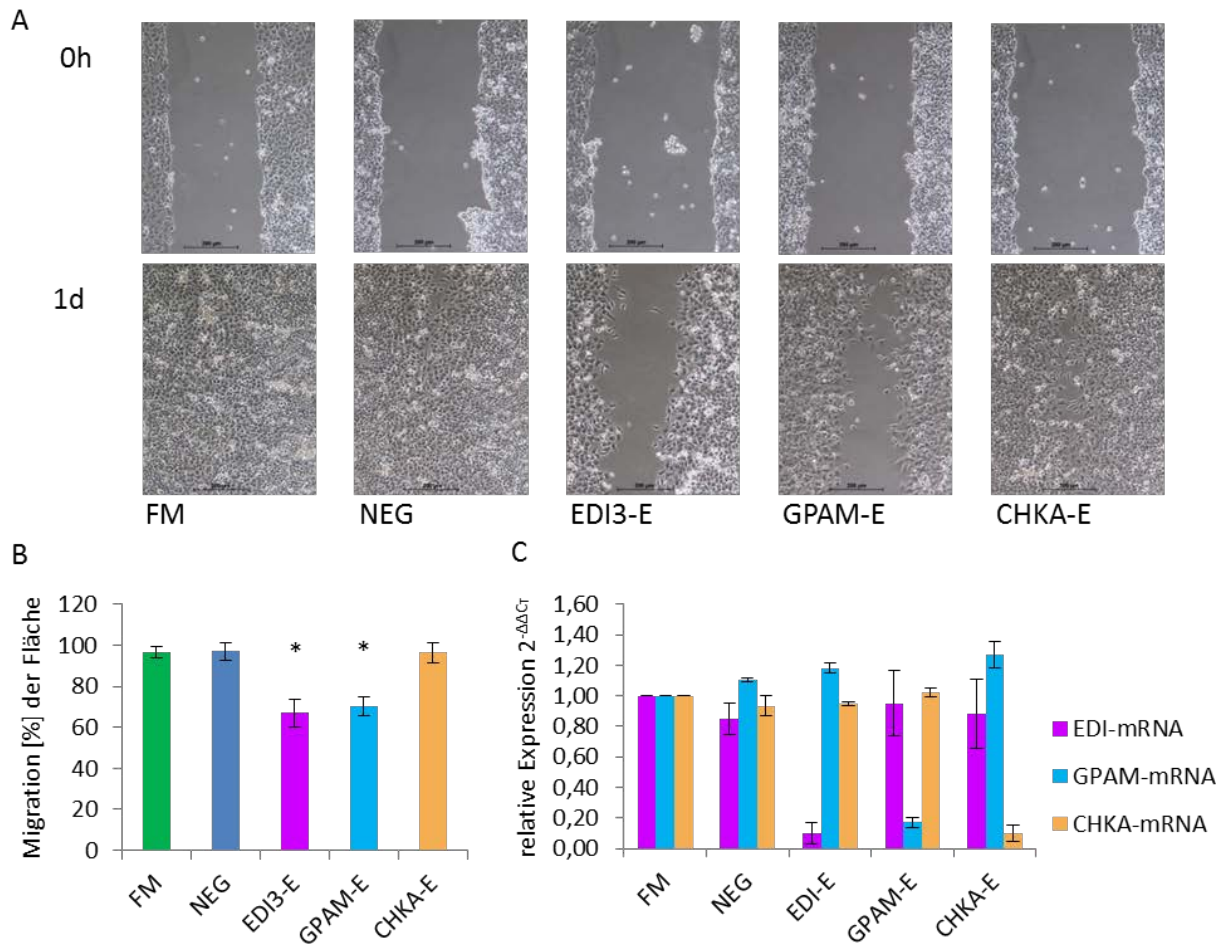 A
0h
1d
FM NEG EDI3-E GPAM-E CHKA-E
B
Migration [%] der Fläche
120
100
80
60
40
20
0
* *
FM NEG EDI3-E GPAM-E CHKA-E
C
relative Expression 2^-ΔΔC_T
1,60
1,40
1,20
1,00
0,80
0,60
0,40
0,20
0,00
FM NEG EDI-E GPAM-E CHKA-E
EDI-mRNA
GPAM-mRNA
CHKA-mRNA